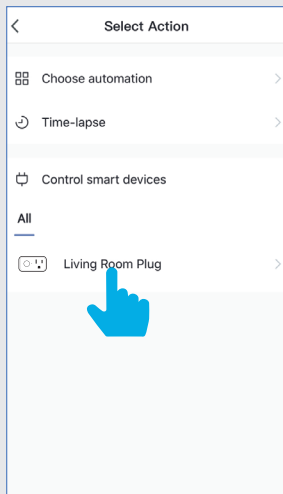 Select Action
Choose automation
Time-lapse
Control smart devices
All
Living Room Plug